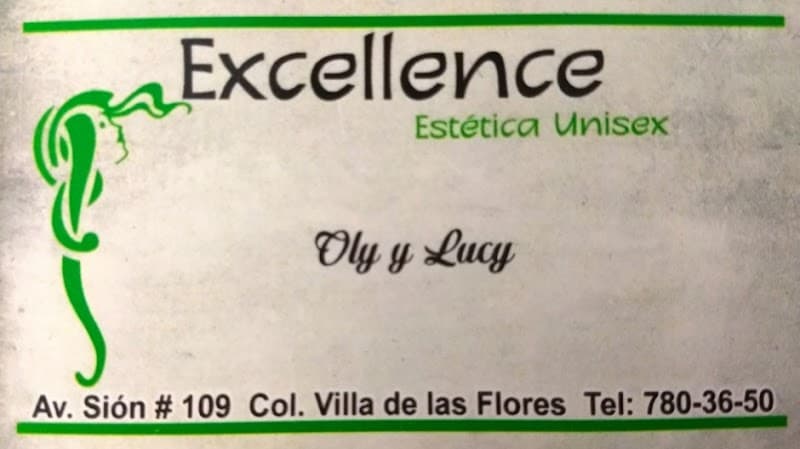 Excellence
Estética Unisex
Oly y Lucy
Av. Sión # 109 Col. Villa de las Flores Tel: 780-36-50